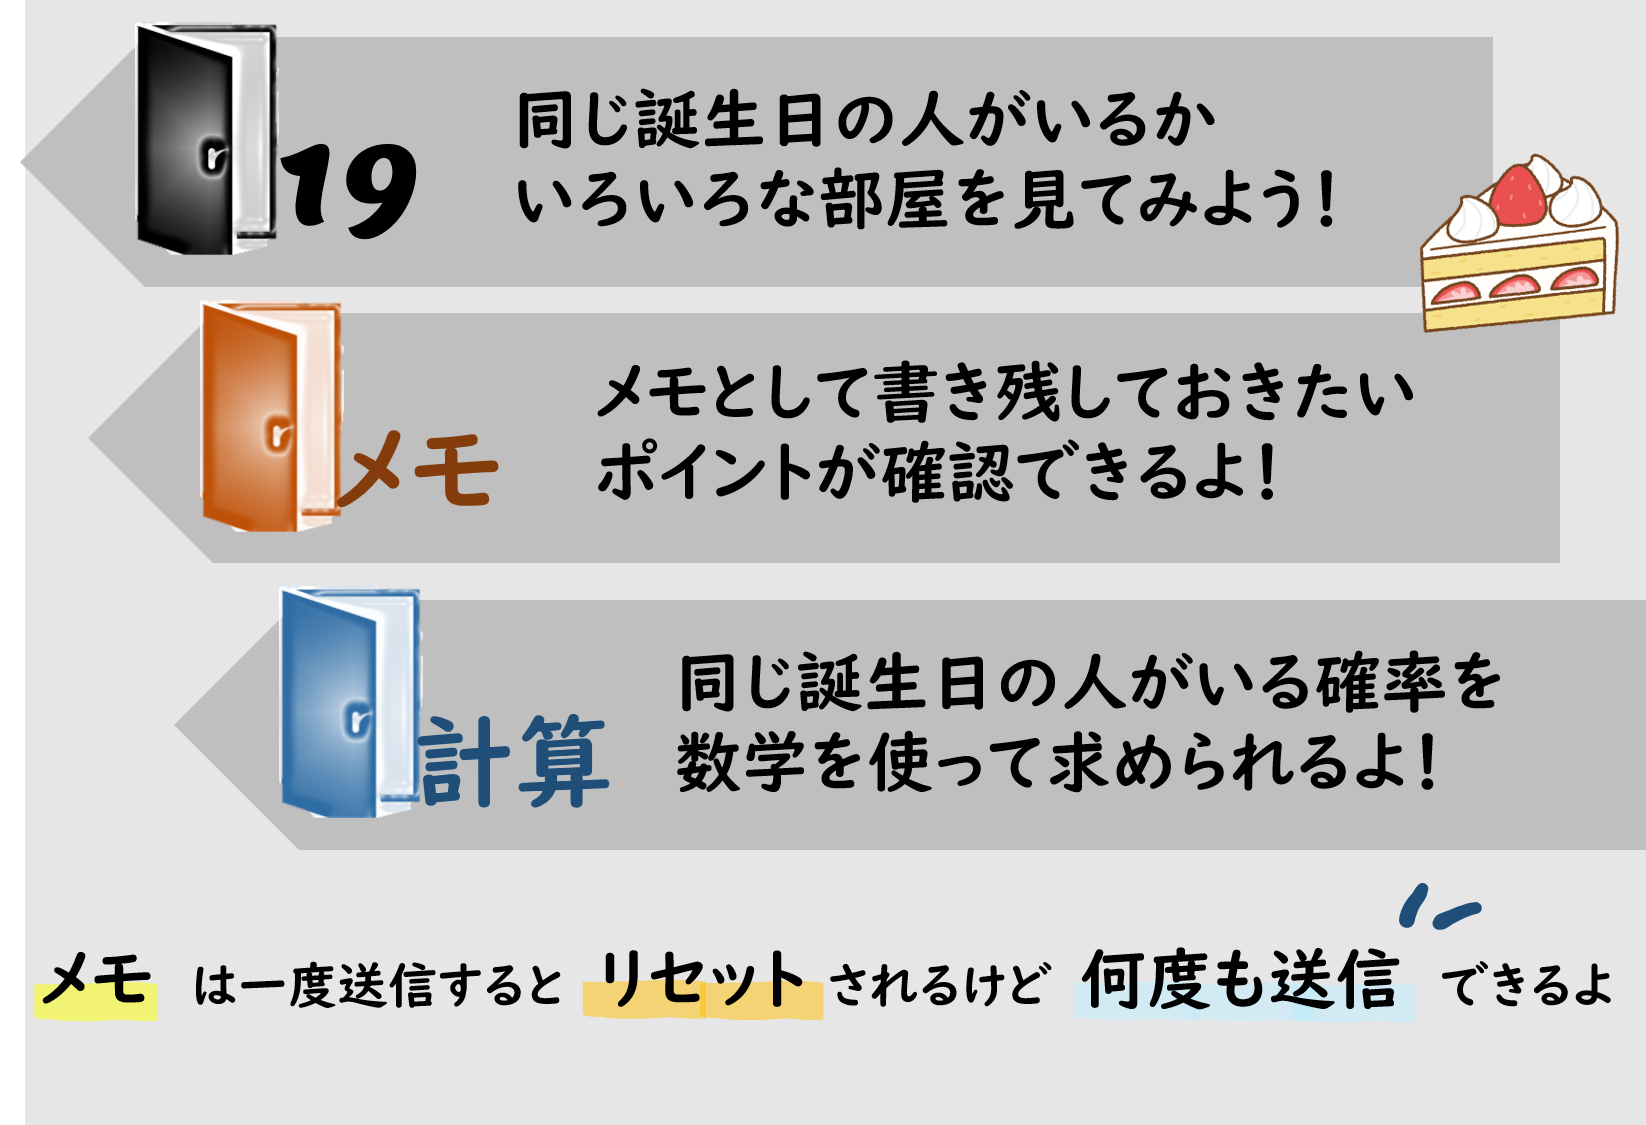 19
同じ誕生日の人がいるか
いろいろな部屋を見てみよう!
メモ
メモとして書き残しておきたい
ポイントが確認できるよ!
計算
同じ誕生日の人がいる確率を
数学を使って求められるよ!
メモ は一度送信すると リセット されるけど 何度も送信 できるよ